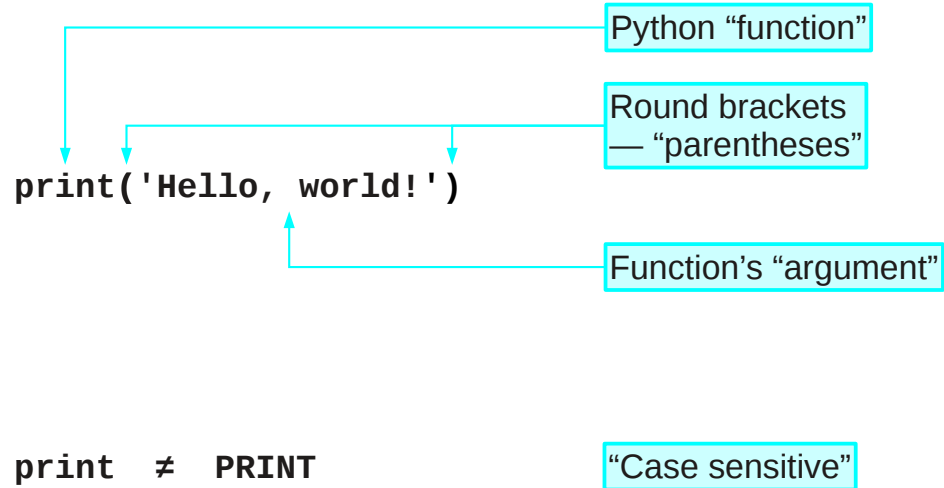 Python “function”
Round brackets
— “parentheses”
print('Hello, world!')
Function’s “argument”
print ≠ PRINT
“Case sensitive”